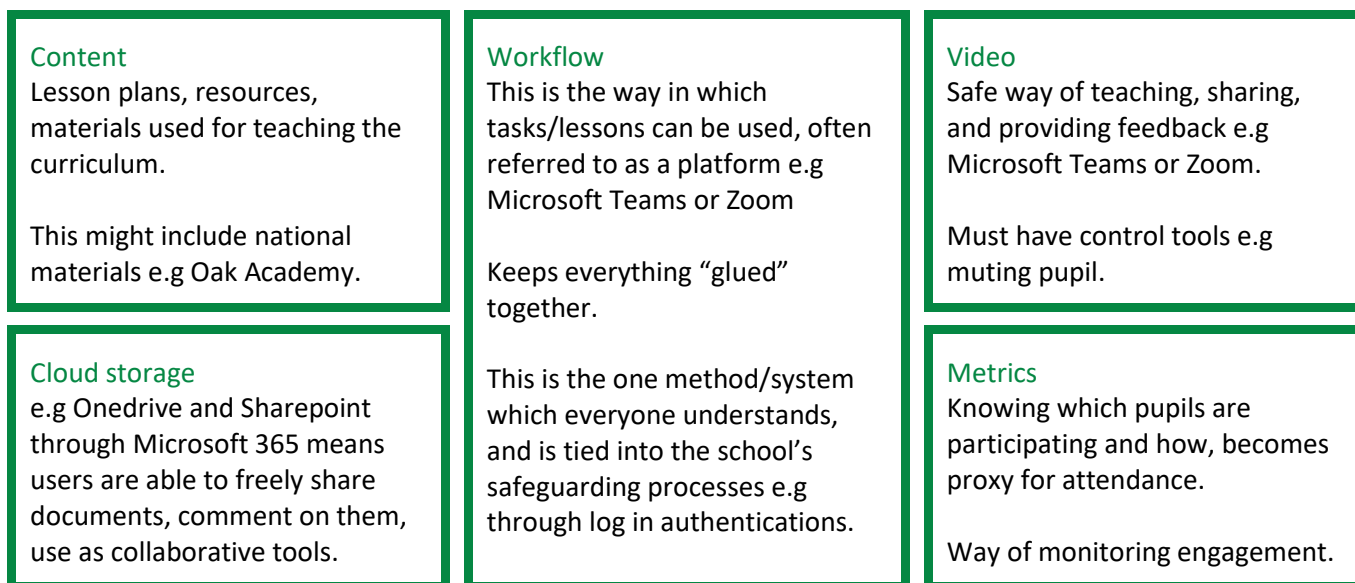 Content
Lesson plans, resources,
materials used for teaching the
curriculum.
This might include national
materials e.g Oak Academy.
Cloud storage
e.g Onedrive and Sharepoint
through Microsoft 365 means
users are able to freely share
documents, comment on them,
use as collaborative tools.
Workflow
This is the way in which
tasks/lessons can be used, often
referred to as a platform e.g
Microsoft Teams or Zoom
Keeps everything “glued”
together.
This is the one method/system
which everyone understands,
and is tied into the school’s
safeguarding processes e.g
through log in authentications.
Video
Safe way of teaching, sharing,
and providing feedback e.g
Microsoft Teams or Zoom.
Must have control tools e.g
muting pupil.
Metrics
Knowing which pupils are
participating and how, becomes
proxy for attendance.
Way of monitoring engagement.